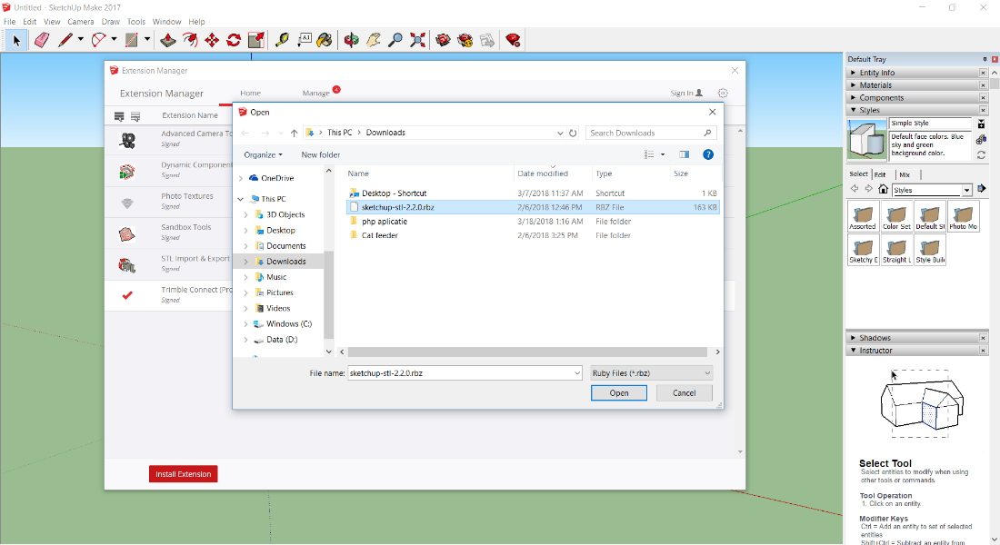 Untitled - SketchUp Make 2017
File Edit View Camera Draw Tools Window Help
A1
Extension Manager
Extension Manager Home Manage 4 Sign In
Extension Name
Advanced Camera To
Signed
Dynamic Component
Signed
Photo Textures
Signed
Sandbox Tools
Signed
STL Import & Export
Signed
Trimble Connect (Pro
Signed
Install Extension
Open
This PC > Downloads
Search Downloads
Organize New folder
OneDrive
This PC
3D Objects
Desktop
Documents
Downloads
Music
Pictures
Videos
Windows (C:)
Data (D:)
Name Date modified Type Size
Desktop - Shortcut 3/7/2018 11:37 AM Shortcut 1 KB
sketchup-stl-2.2.0.rbz 2/6/2018 12:46 PM RBZ File 163 KB
php aplicatie 3/18/2018 1:16 AM File folder
Cat feeder 2/6/2018 3:25 PM File folder
File name: sketchup-stl-2.2.0.rbz Ruby Files (*.rbz)
Open Cancel
Default Tray
Entity Info
Materials
Components
Styles
Simple Style
Default face colors. Blue
sky and green
background color.
Select Edit Mix
Styles
Assorted Color Set Default St Photo Mo
Sketchy E Straight L Style Buil
Shadows
Instructor
Select Tool
Select entities to modify when using
other tools or commands.
Tool Operation
1. Click on an entity.
Modifier Keys
Ctrl = Add an entity to set of selected
entities
Shift+Ctrl = Subtract an entity from